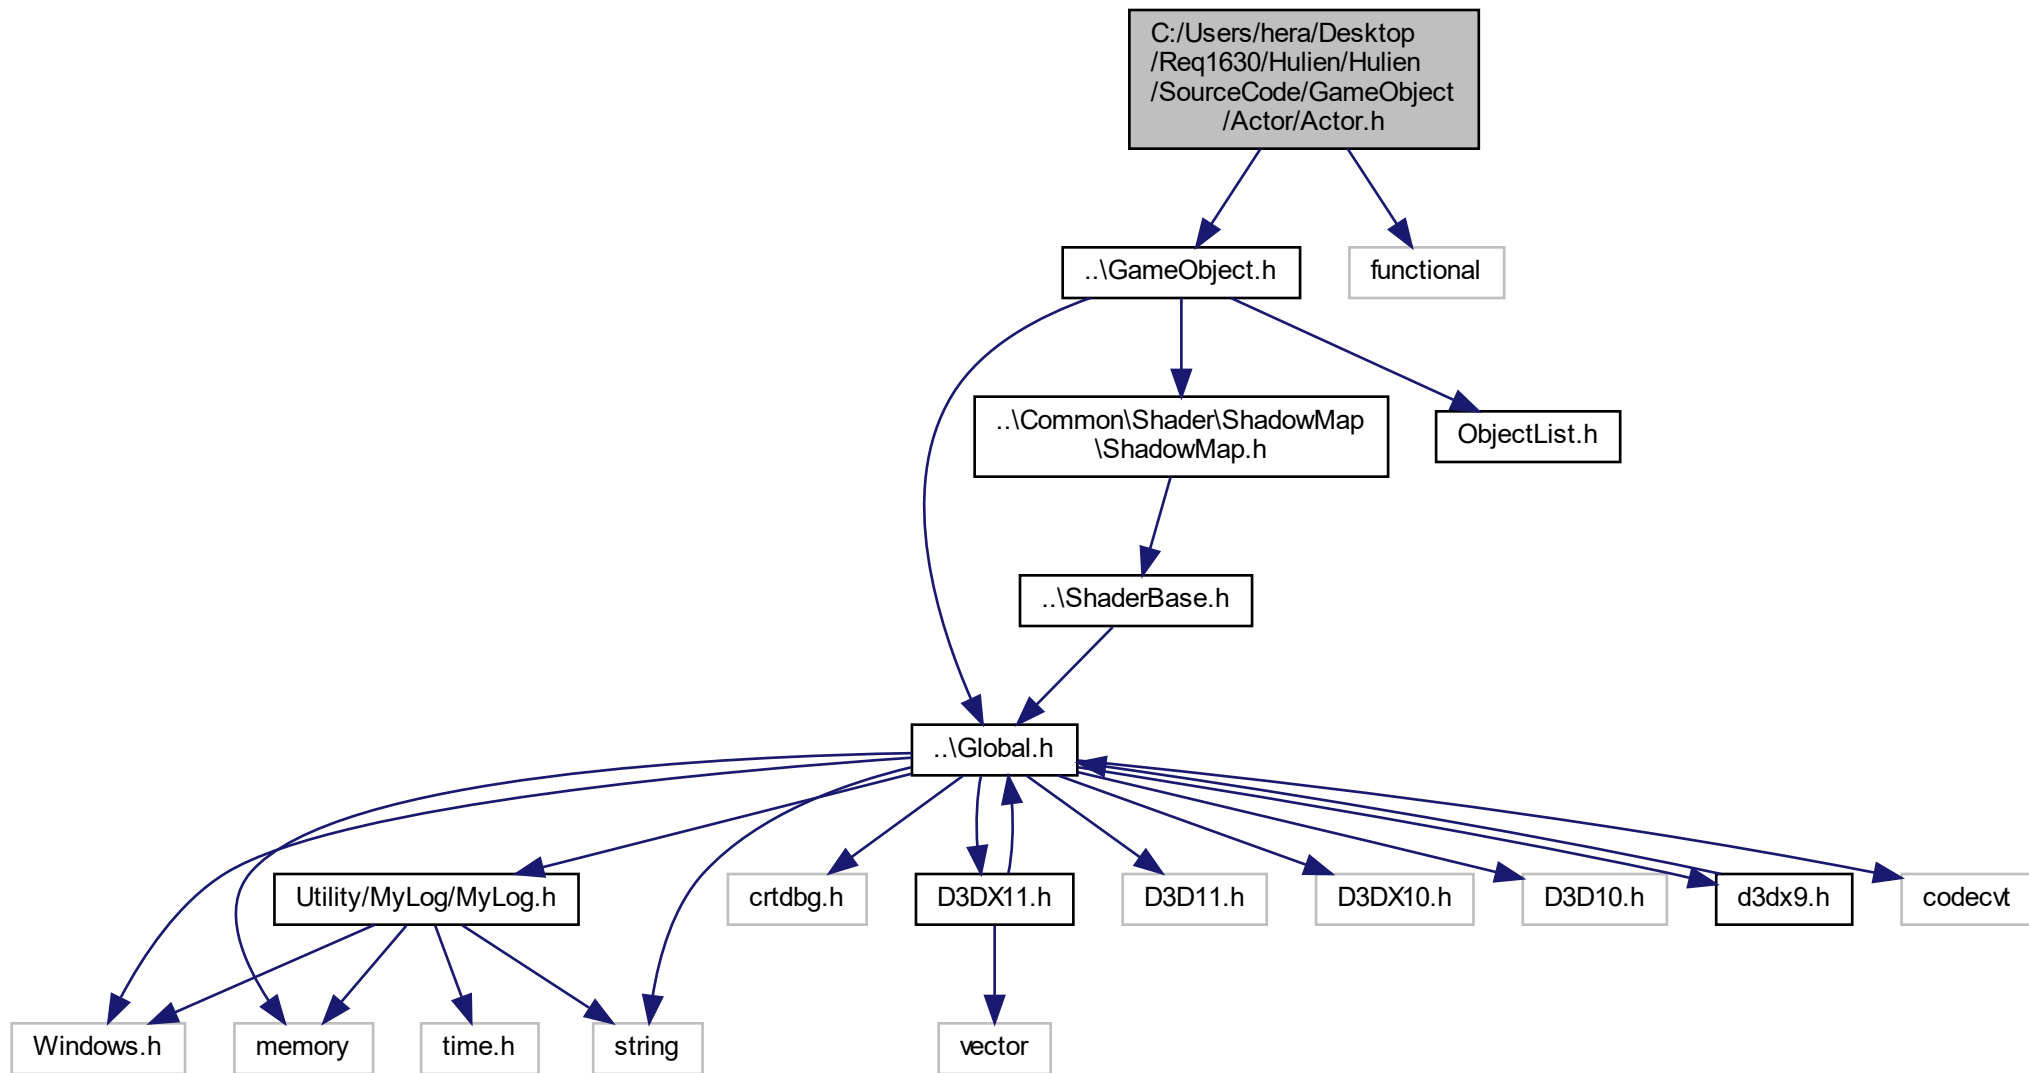 C:/Users/hera/Desktop
/Req1630/Hulien/Hulien
/SourceCode/GameObject
/Actor/Actor.h
..\GameObject.h
functional
..\Common\Shader\ShadowMap
\ShadowMap.h
ObjectList.h
..\ShaderBase.h
..\Global.h
Utility/MyLog/MyLog.h
crtdbg.h
D3DX11.h
D3D11.h
D3DX10.h
D3D10.h
d3dx9.h
codecvt
Windows.h
memory
time.h
string
vector